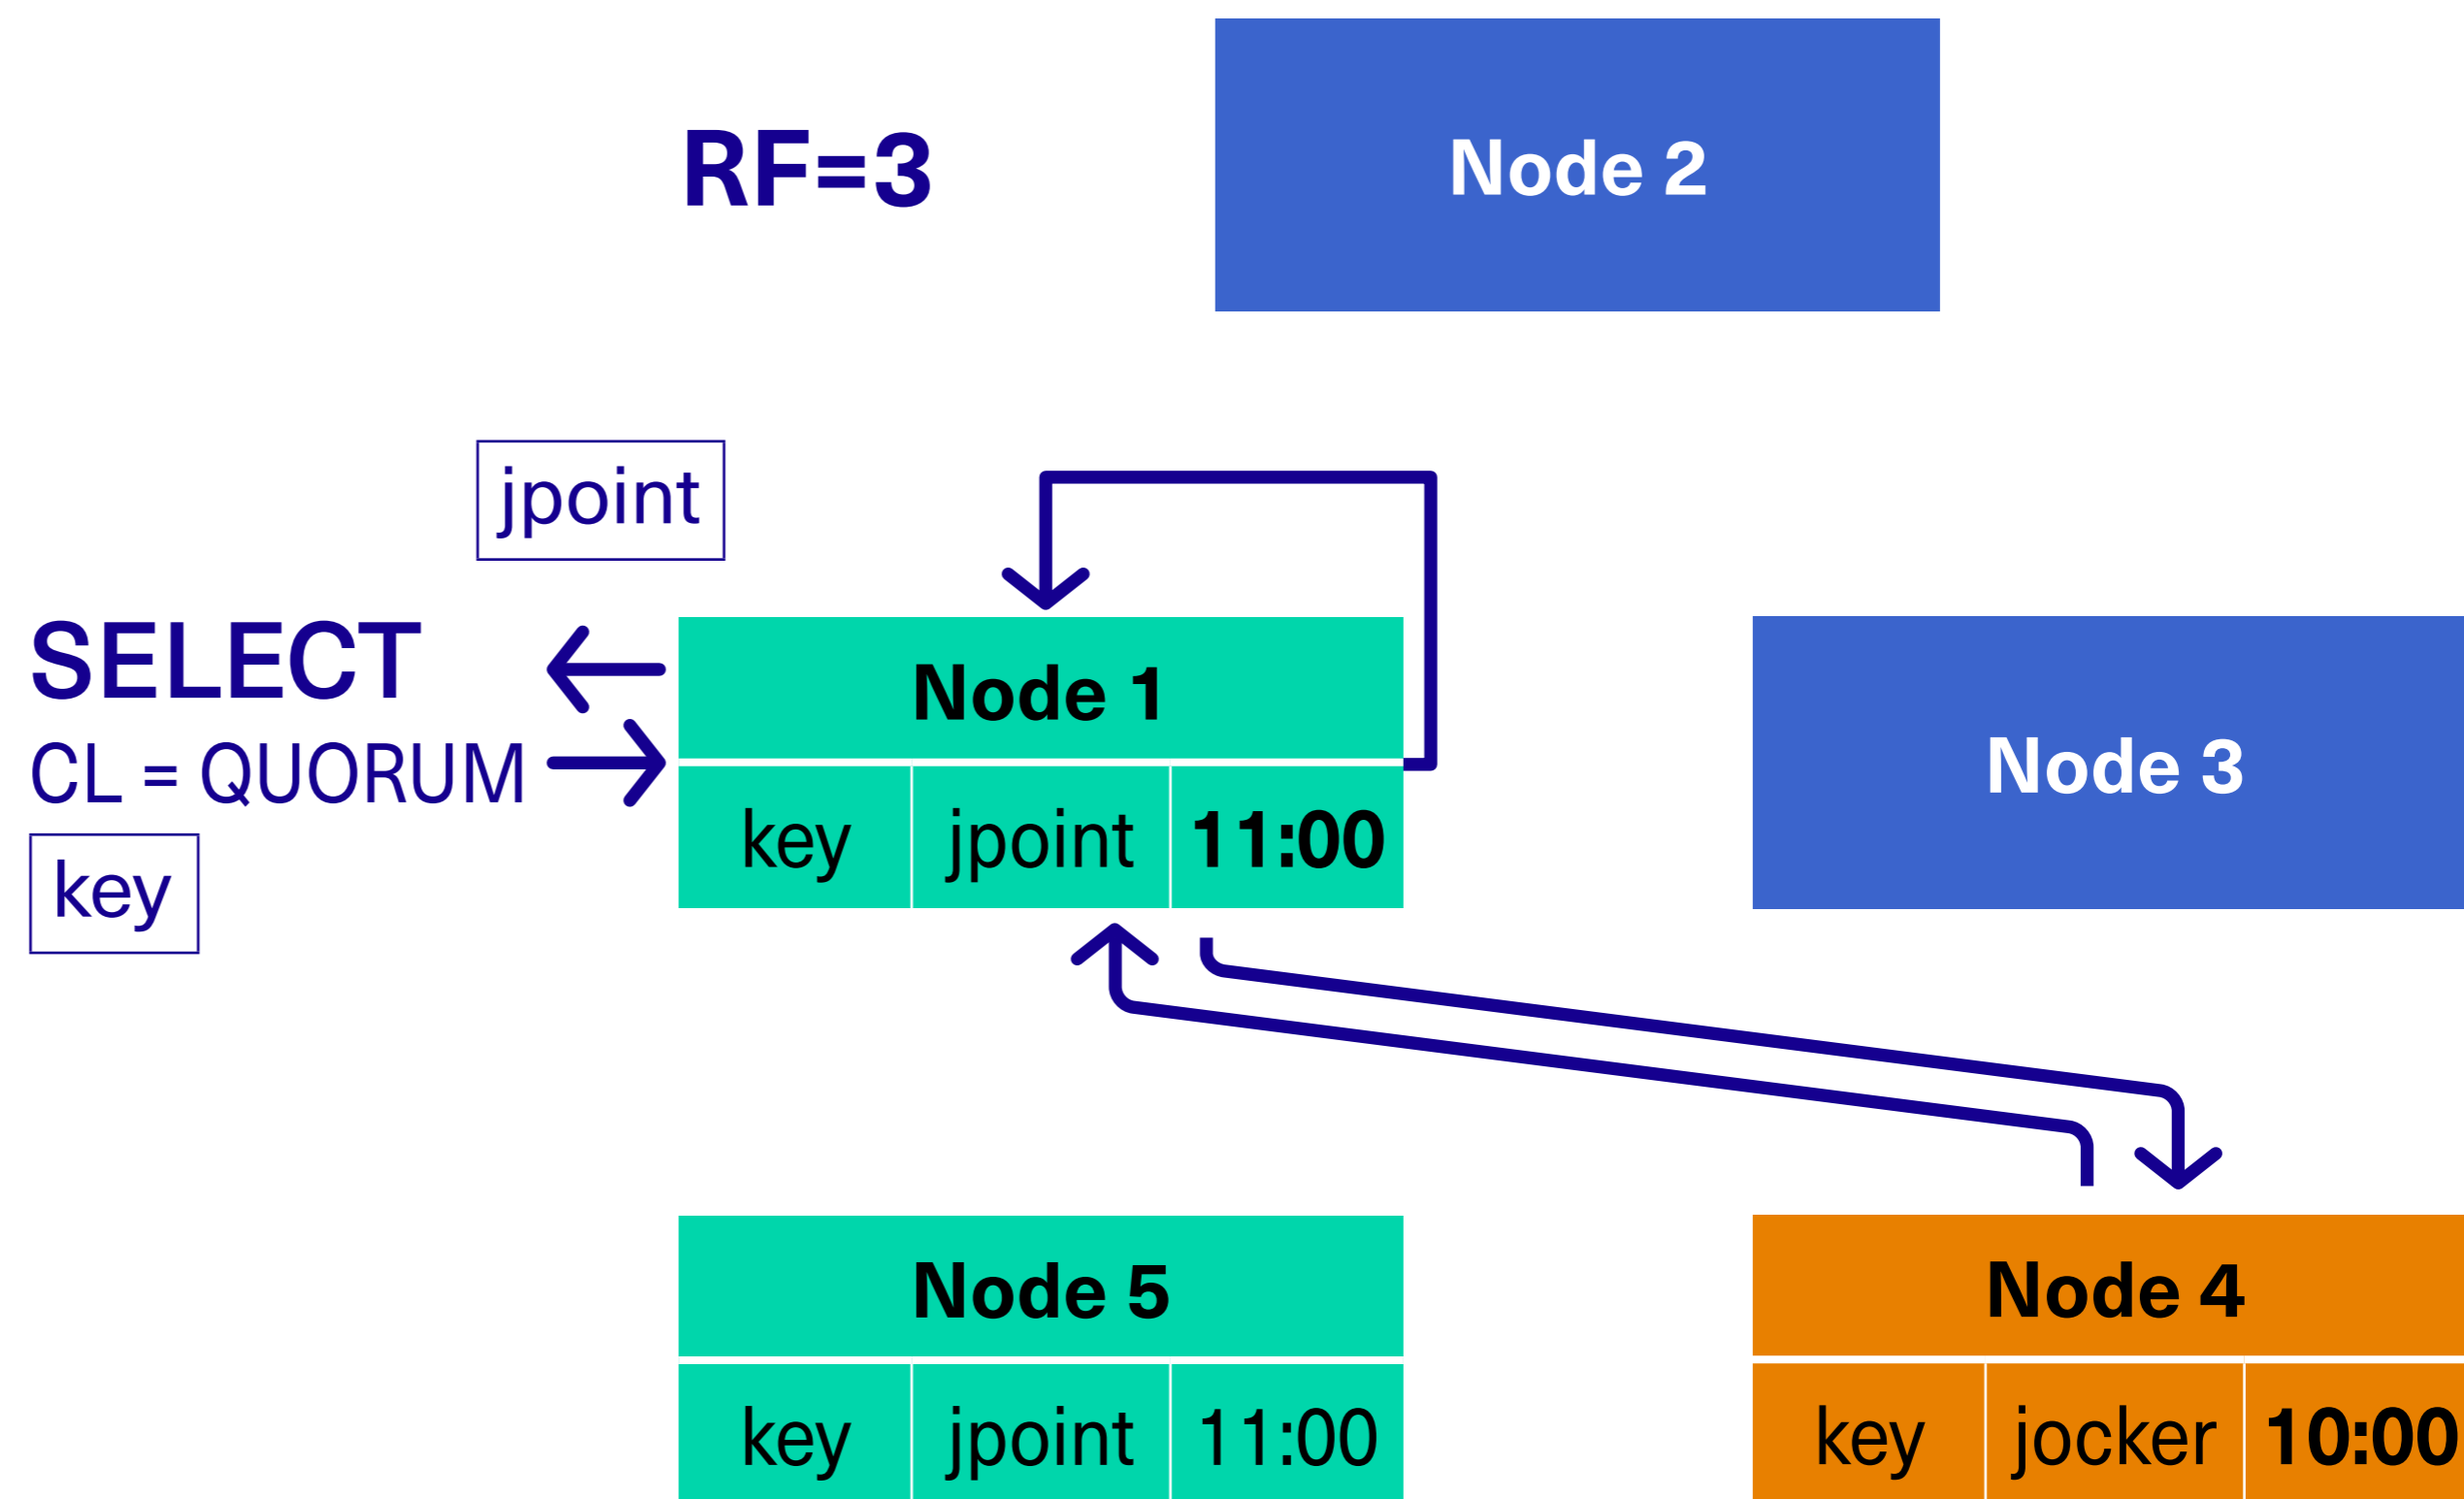 RF=3
Node 2
jpoint
SELECT
CL = QUORUM
key
Node 1
key jpoint 11:00
Node 3
Node 5
key jpoint 11:00
Node 4
key jocker 10:00